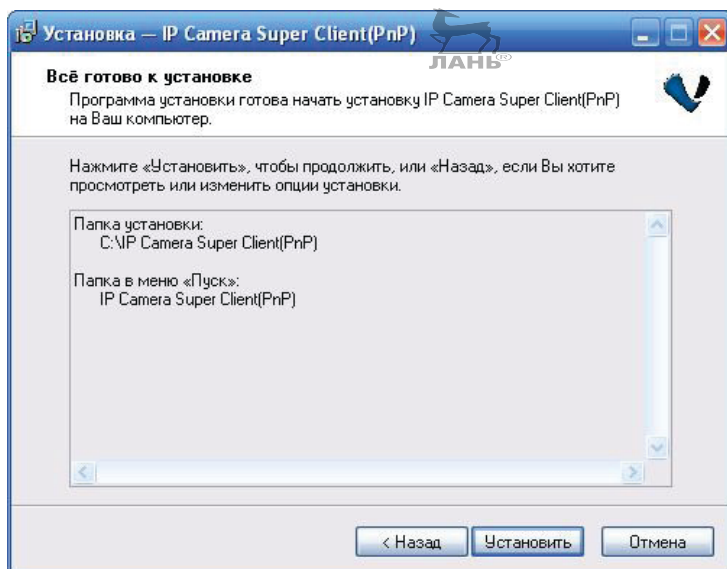 Установка — IP Camera Super Client(PnP)
ЛАНЬ®
Всё готово к установке
Программа установки готова начать установку IP Camera Super Client(PnP)
на Ваш компьютер.
Нажмите «Установить», чтобы продолжить, или «Назад», если Вы хотите
просмотреть или изменить опции установки.
Папка установки:
C:\IP Camera Super Client(PnP)
Папка в меню «Пуск»:
IP Camera Super Client(PnP)
< Назад
Установить
Отмена